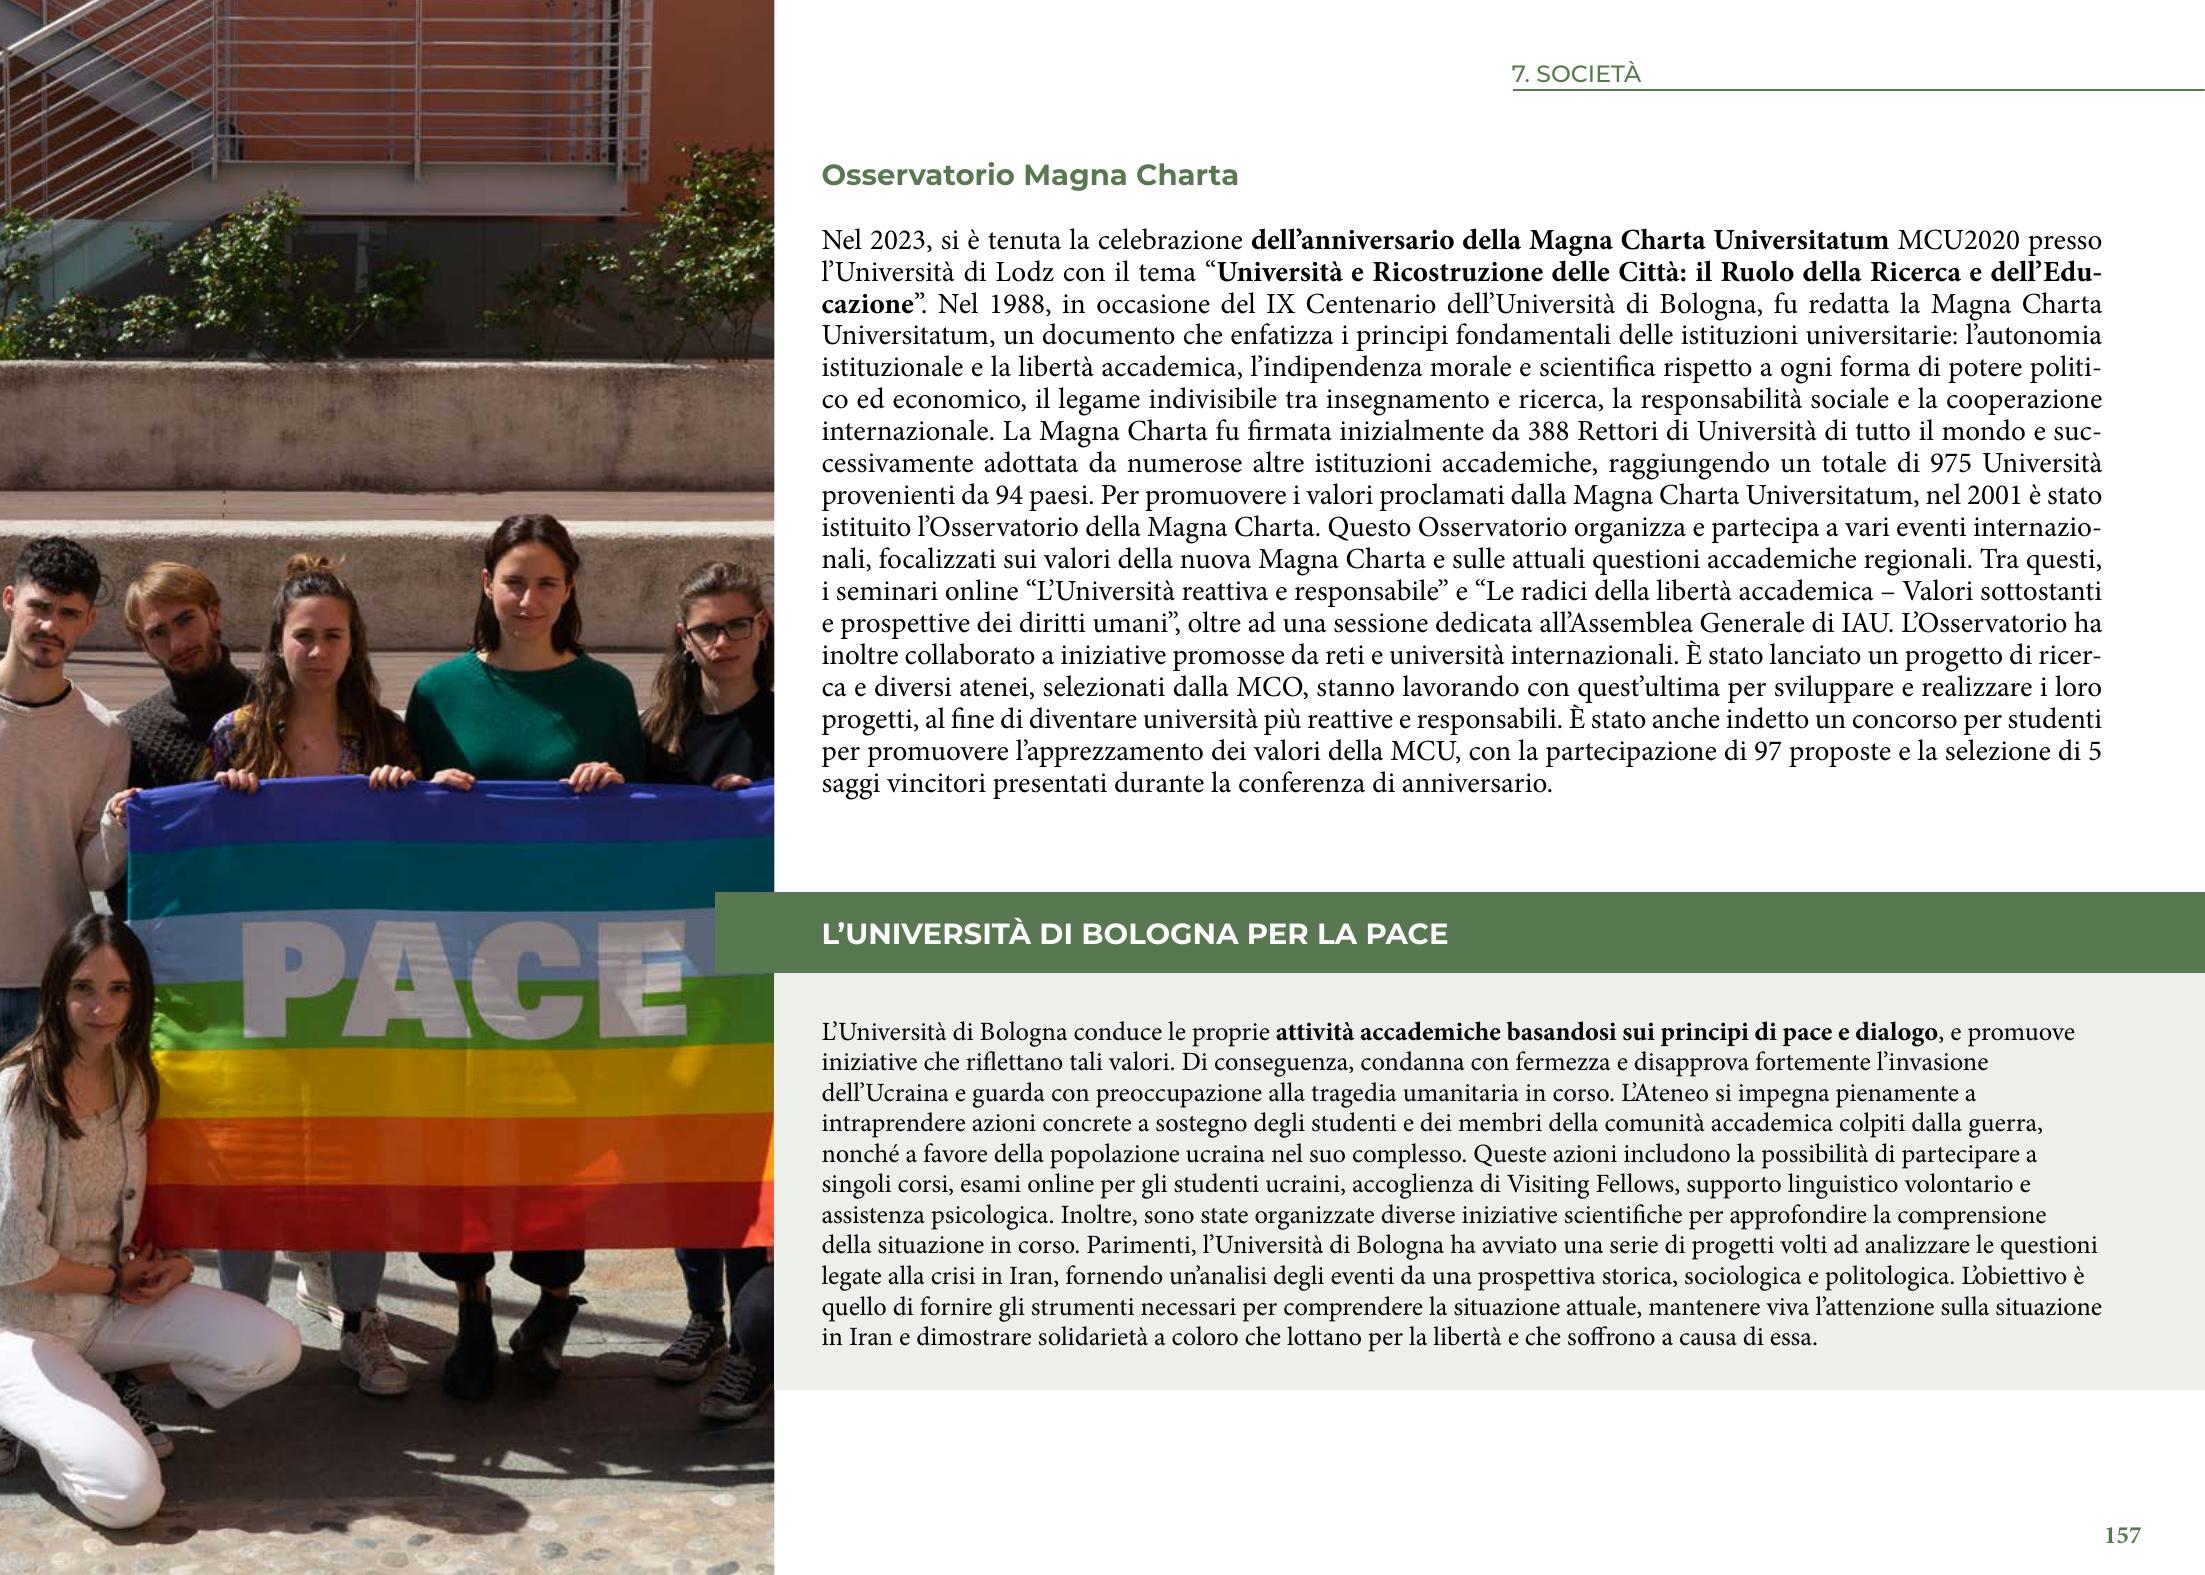 7. SOCIETÀ
Osservatorio Magna Charta
Nel 2023, si è tenuta la celebrazione dell’anniversario della Magna Charta Universitatum MCU2020 presso
l’Università di Lodz con il tema “Università e Ricostruzione delle Città: il Ruolo della Ricerca e dell’Edu-
cazione”. Nel 1988, in occasione del IX Centenario dell’Università di Bologna, fu redatta la Magna Charta
Universitatum, un documento che enfatizza i principi fondamentali delle istituzioni universitarie: l’autonomia
istituzionale e la libertà accademica, l’indipendenza morale e scientifica rispetto a ogni forma di potere politi-
co ed economico, il legame indivisibile tra insegnamento e ricerca, la responsabilità sociale e la cooperazione
internazionale. La Magna Charta fu firmata inizialmente da 388 Rettori di Università di tutto il mondo e suc-
cessivamente adottata da numerose altre istituzioni accademiche, raggiungendo un totale di 975 Università
provenienti da 94 paesi. Per promuovere i valori proclamati dalla Magna Charta Universitatum, nel 2001 è stato
istituito l’Osservatorio della Magna Charta. Questo Osservatorio organizza e partecipa a vari eventi internazio-
nali, focalizzati sui valori della nuova Magna Charta e sulle attuali questioni accademiche regionali. Tra questi,
i seminari online “L’Università reattiva e responsabile” e “Le radici della libertà accademica – Valori sottostanti
e prospettive dei diritti umani”, oltre ad una sessione dedicata all’Assemblea Generale di IAU. L’Osservatorio ha
inoltre collaborato a iniziative promosse da reti e università internazionali. È stato lanciato un progetto di ricer-
ca e diversi atenei, selezionati dalla MCO, stanno lavorando con quest’ultima per sviluppare e realizzare i loro
progetti, al fine di diventare università più reattive e responsabili. È stato anche indetto un concorso per studenti
per promuovere l’apprezzamento dei valori della MCU, con la partecipazione di 97 proposte e la selezione di 5
saggi vincitori presentati durante la conferenza di anniversario.
PACE
L’UNIVERSITÀ DI BOLOGNA PER LA PACE
L’Università di Bologna conduce le proprie attività accademiche basandosi sui principi di pace e dialogo, e promuove
iniziative che riflettano tali valori. Di conseguenza, condanna con fermezza e disapprova fortemente l’invasione
dell’Ucraina e guarda con preoccupazione alla tragedia umanitaria in corso. L’Ateneo si impegna pienamente a
intraprendere azioni concrete a sostegno degli studenti e dei membri della comunità accademica colpiti dalla guerra,
nonché a favore della popolazione ucraina nel suo complesso. Queste azioni includono la possibilità di partecipare a
singoli corsi, esami online per gli studenti ucraini, accoglienza di Visiting Fellows, supporto linguistico volontario e
assistenza psicologica. Inoltre, sono state organizzate diverse iniziative scientifiche per approfondire la comprensione
della situazione in corso. Parimenti, l’Università di Bologna ha avviato una serie di progetti volti ad analizzare le questioni
legate alla crisi in Iran, fornendo un’analisi degli eventi da una prospettiva storica, sociologica e politologica. L’obiettivo è
quello di fornire gli strumenti necessari per comprendere la situazione attuale, mantenere viva l’attenzione sulla situazione
in Iran e dimostrare solidarietà a coloro che lottano per la libertà e che soffrono a causa di essa.
157